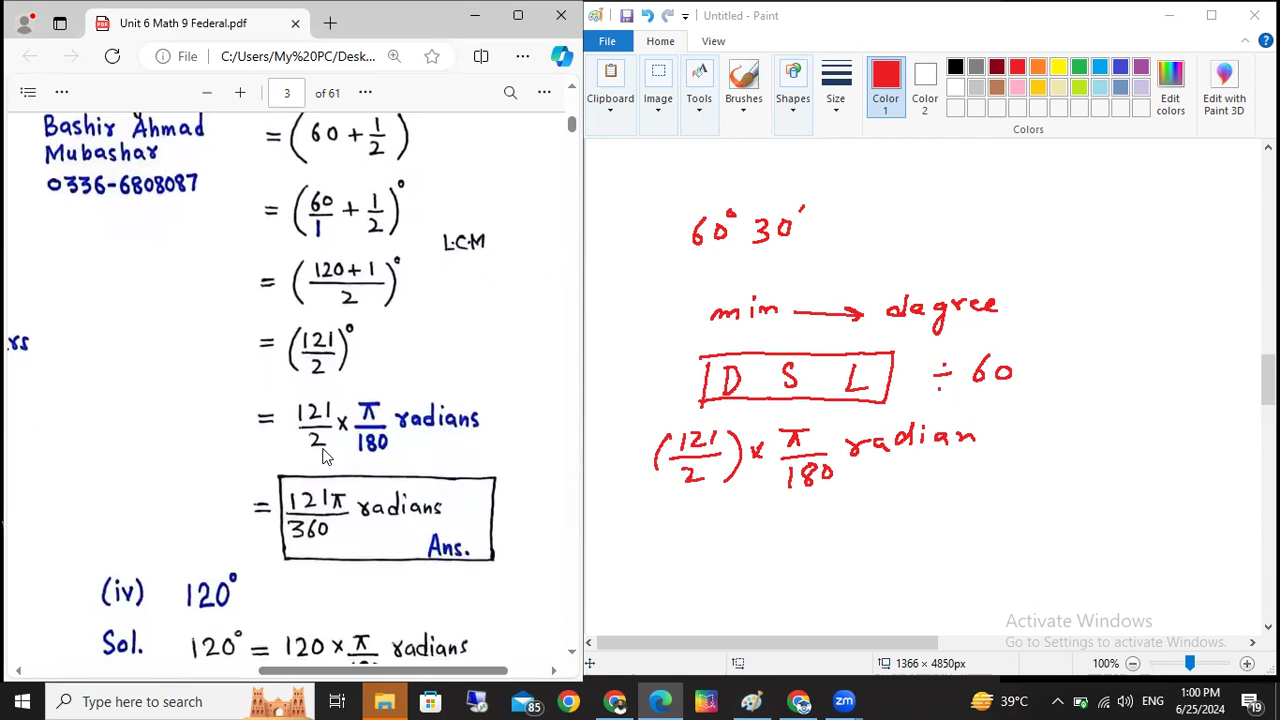 Unit 6 Math 9 Federal.pdf
File
C:/Users/My%20PC/Desk...
3 of 61
Bashir Ahmad
Mubashar
0336-6808087
= (60 + 1/2)
= (60/1 + 1/2)°
L.C.M
= (120+1/2)°
= (121/2)°
rs
= 121/2 × π/180 radians
= 121π/360 radians
Ans.
(iv) 120°
Sol. 120° = 120 × π/180 radians
Untitled - Paint
File Home View
Clipboard Image Tools Brushes Shapes Size Color 1 Color 2 Edit colors Edit with Paint 3D
Colors
60° 30′
min → degree
D S L ÷ 60
(121/2) × π/180 radian
Activate Windows
Go to Settings to activate Windows.
1366 × 4850px
100%
Type here to search
85
39°C
ENG
1:00 PM
6/25/2024
19